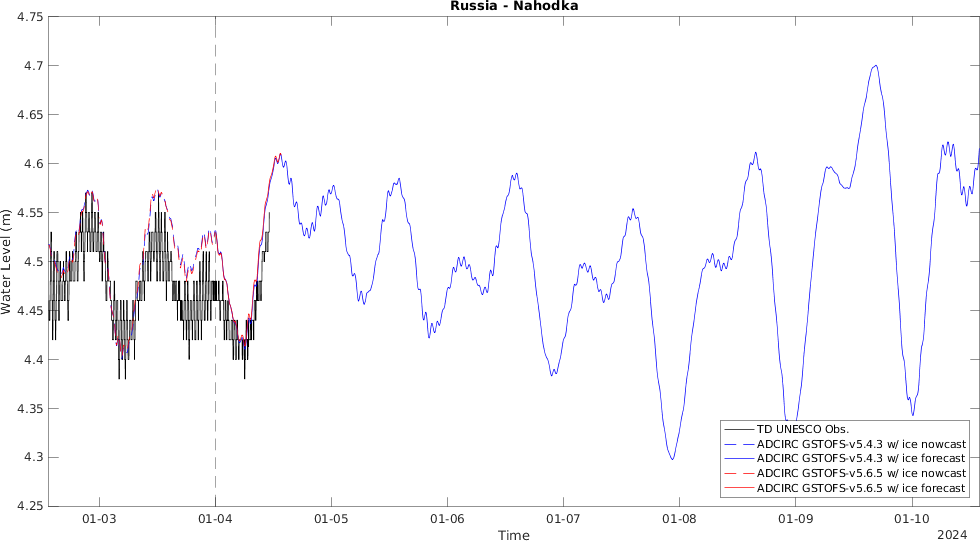 Russia - Nahodka
4.75
4.7
4.65
4.6
4.55
4.5
4.45
4.4
4.35
4.3
4.25
Water Level (m)
TD UNESCO Obs.
ADCIRC GSTOFS-v5.4.3 w/ ice nowcast
ADCIRC GSTOFS-v5.4.3 w/ ice forecast
ADCIRC GSTOFS-v5.6.5 w/ ice nowcast
ADCIRC GSTOFS-v5.6.5 w/ ice forecast
01-03 01-04 01-05 01-06 01-07 01-08 01-09 01-10
Time
2024